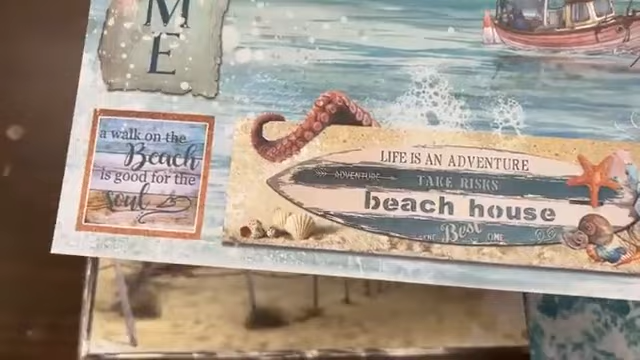 M
E
a walk on the
Beach
is good for the
soul
LIFE IS AN ADVENTURE
ADVENTURE
TAKE RISKS
beach house
Best